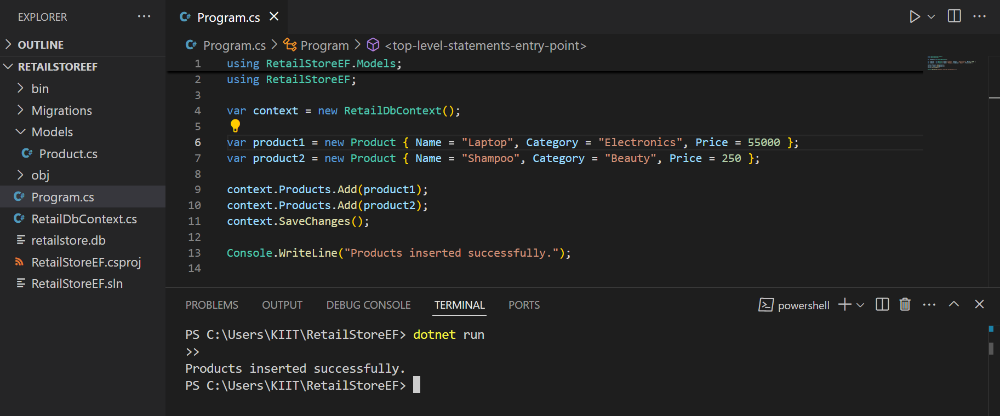 EXPLORER
OUTLINE
RETAILSTOREEF
bin
Migrations
Models
C# Product.cs
obj
C# Program.cs
C# RetailDbContext.cs
retailstore.db
RetailStoreEF.csproj
RetailStoreEF.sln
C# Program.cs
C# Program.cs > Program > <top-level-statements-entry-point>
1 using RetailStoreEF.Models;
2 using RetailStoreEF;
3
4 var context = new RetailDbContext();
5
6 var product1 = new Product { Name = "Laptop", Category = "Electronics", Price = 55000 };
7 var product2 = new Product { Name = "Shampoo", Category = "Beauty", Price = 250 };
8
9 context.Products.Add(product1);
10 context.Products.Add(product2);
11 context.SaveChanges();
12
13 Console.WriteLine("Products inserted successfully.");
14
PROBLEMS OUTPUT DEBUG CONSOLE TERMINAL PORTS powershell
PS C:\Users\KIIT\RetailStoreEF> dotnet run
>>
Products inserted successfully.
PS C:\Users\KIIT\RetailStoreEF>